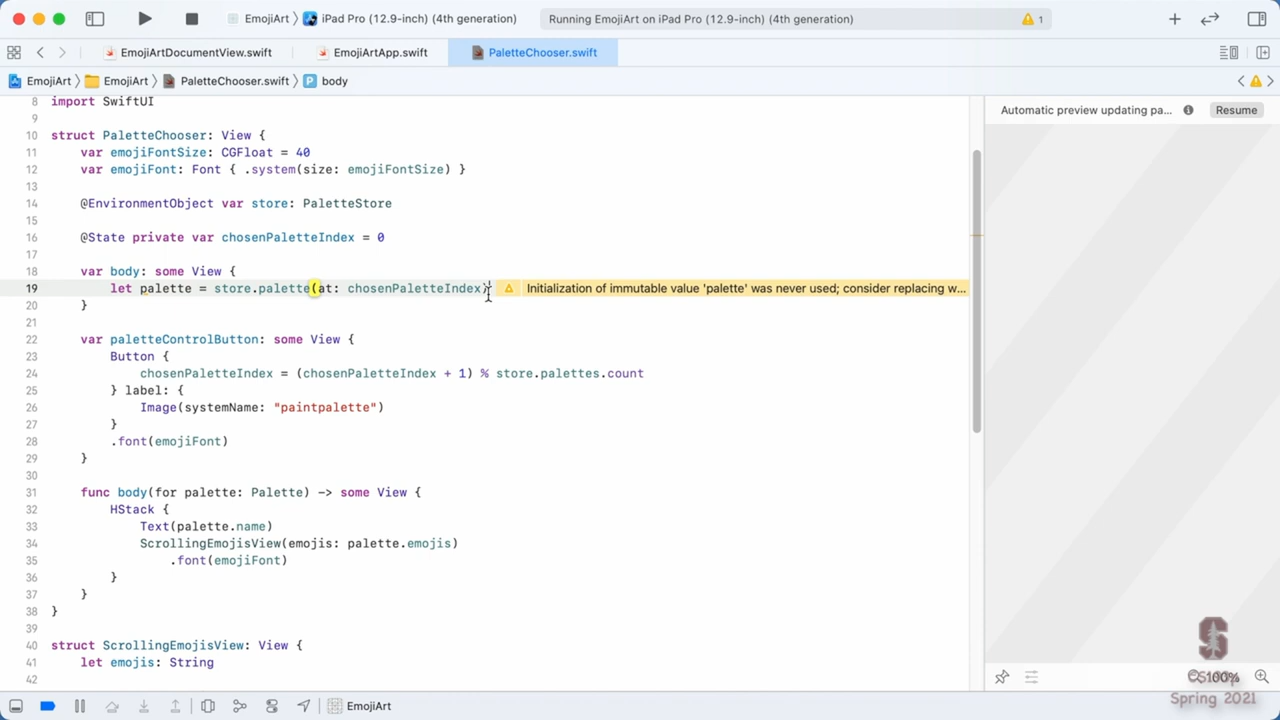 EmojiArt iPad Pro (12.9-inch) (4th generation) Running EmojiArt on iPad Pro (12.9-inch) (4th generation) 1
EmojiArtDocumentView.swift EmojiArtApp.swift PaletteChooser.swift
EmojiArt EmojiArt PaletteChooser.swift P body
8 import SwiftUI
9
10 struct PaletteChooser: View {
11 var emojiFontSize: CGFloat = 40
12 var emojiFont: Font { .system(size: emojiFontSize) }
13
14 @EnvironmentObject var store: PaletteStore
15
16 @State private var chosenPaletteIndex = 0
17
18 var body: some View {
19 let palette = store.palette(at: chosenPaletteIndex) Initialization of immutable value 'palette' was never used; consider replacing w...
20 }
21
22 var paletteControlButton: some View {
23 Button {
24 chosenPaletteIndex = (chosenPaletteIndex + 1) % store.palettes.count
25 } label: {
26 Image(systemName: "paintpalette")
27 }
28 .font(emojiFont)
29 }
30
31 func body(for palette: Palette) -> some View {
32 HStack {
33 Text(palette.name)
34 ScrollingEmojisView(emojis: palette.emojis)
35 .font(emojiFont)
36 }
37 }
38 }
39
40 struct ScrollingEmojisView: View {
41 let emojis: String
42
Automatic preview updating pa... Resume
100%
Spring 2021
EmojiArt